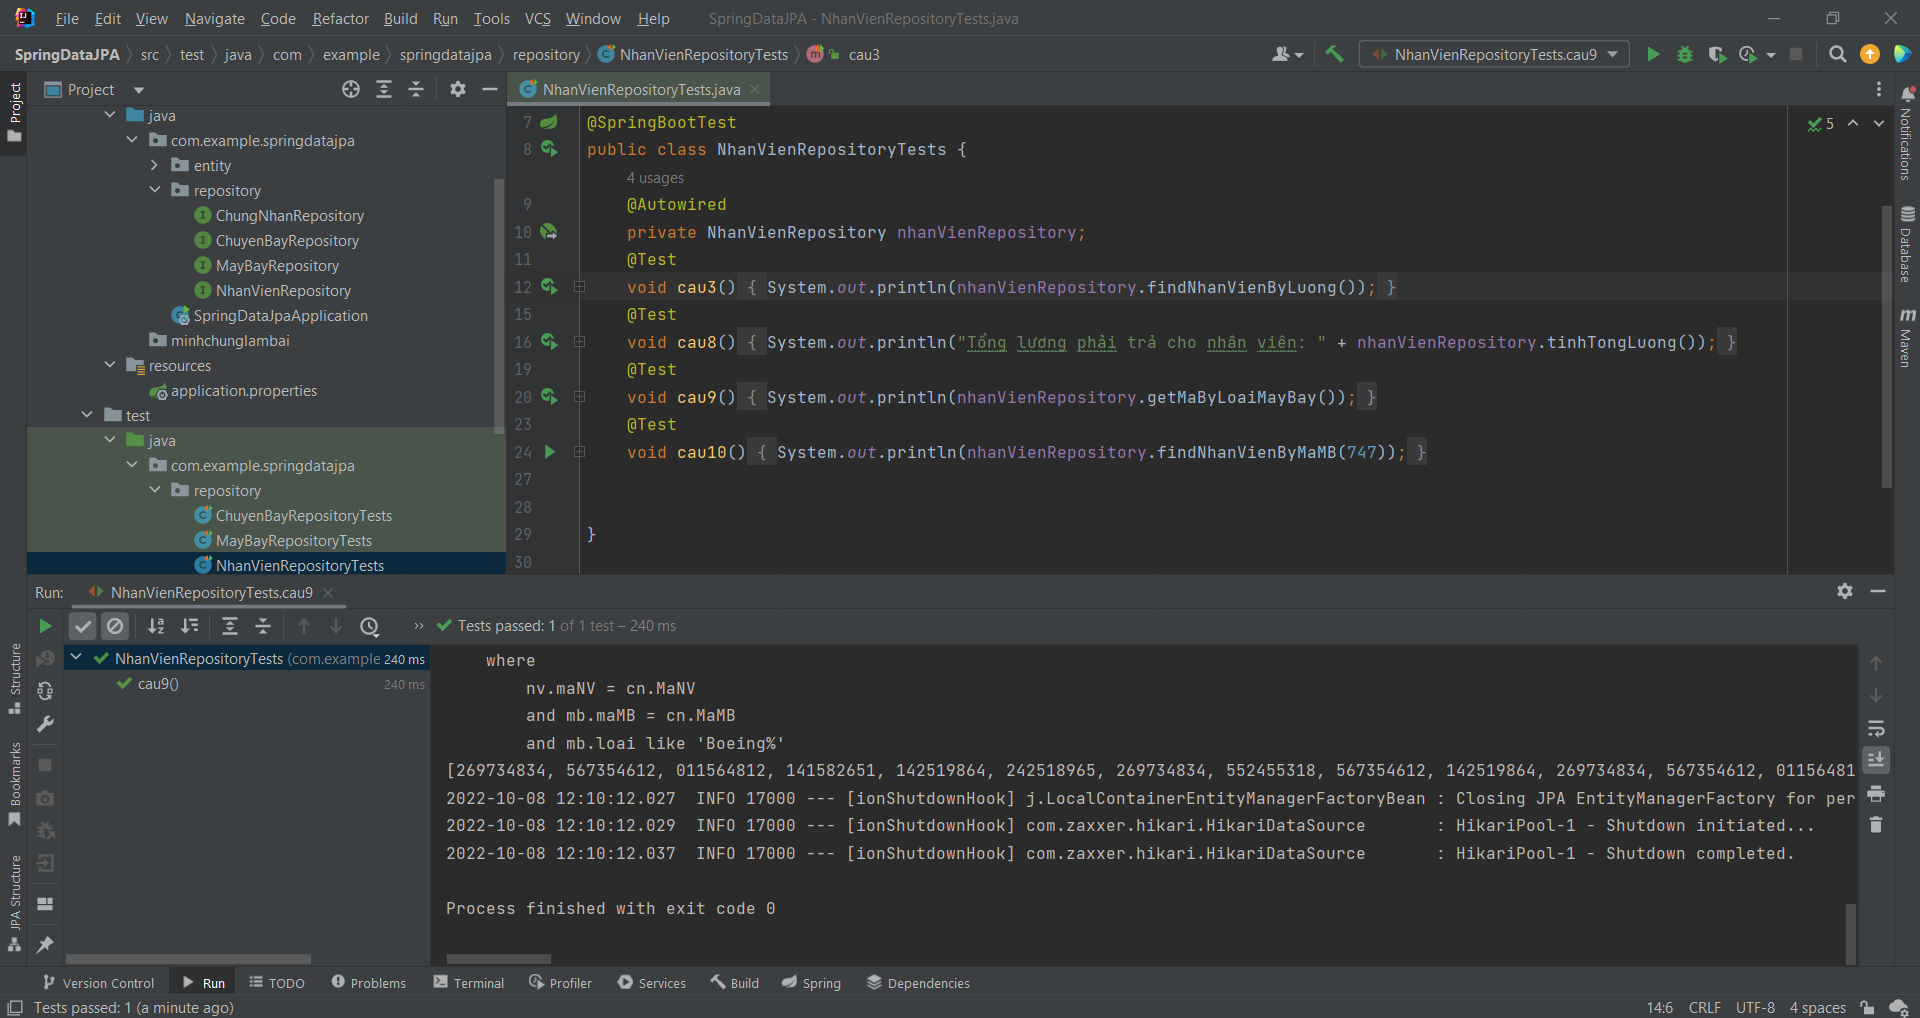 File Edit View Navigate Code Refactor Build Run Tools VCS Window Help SpringDataJPA - NhanVienRepositoryTests.java
SpringDataJPA src test java com example springdatajpa repository NhanVienRepositoryTests m cau3 NhanVienRepositoryTests.cau9
Project
Project
NhanVienRepositoryTests.java
java
com.example.springdatajpa
entity
repository
I ChungNhanRepository
I ChuyenBayRepository
I MayBayRepository
I NhanVienRepository
SpringDataJpaApplication
minhchunglambai
resources
application.properties
test
java
com.example.springdatajpa
repository
ChuyenBayRepositoryTests
MayBayRepositoryTests
NhanVienRepositoryTests
7 @SpringBootTest
8 public class NhanVienRepositoryTests {
4 usages
9 @Autowired
10 private NhanVienRepository nhanVienRepository;
11 @Test
12 void cau3() { System.out.println(nhanVienRepository.findNhanVienByLuong()); }
15 @Test
16 void cau8() { System.out.println("Tổng lương phải trả cho nhân viên: " + nhanVienRepository.tinhTongLuong()); }
19 @Test
20 void cau9() { System.out.println(nhanVienRepository.getMaByLoaiMayBay()); }
23 @Test
24 void cau10() { System.out.println(nhanVienRepository.findNhanVienByMaMB(747)); }
27
28
29 }
30
5
Notifications
Database
m Maven
Run: NhanVienRepositoryTests.cau9
Tests passed: 1 of 1 test – 240 ms
NhanVienRepositoryTests (com.example 240 ms
cau9() 240 ms
where
nv.maNV = cn.MaNV
and mb.maMB = cn.MaMB
and mb.loai like 'Boeing%'
[269734834, 567354612, 011564812, 141582651, 142519864, 242518965, 269734834, 552455318, 567354612, 142519864, 269734834, 567354612, 01156481
2022-10-08 12:10:12.027 INFO 17000 --- [ionShutdownHook] j.LocalContainerEntityManagerFactoryBean : Closing JPA EntityManagerFactory for per
2022-10-08 12:10:12.029 INFO 17000 --- [ionShutdownHook] com.zaxxer.hikari.HikariDataSource : HikariPool-1 - Shutdown initiated...
2022-10-08 12:10:12.037 INFO 17000 --- [ionShutdownHook] com.zaxxer.hikari.HikariDataSource : HikariPool-1 - Shutdown completed.
Process finished with exit code 0
Structure
Bookmarks
JPA Structure
Version Control Run TODO Problems Terminal Profiler Services Build Spring Dependencies
Tests passed: 1 (a minute ago) 14:6 CRLF UTF-8 4 spaces